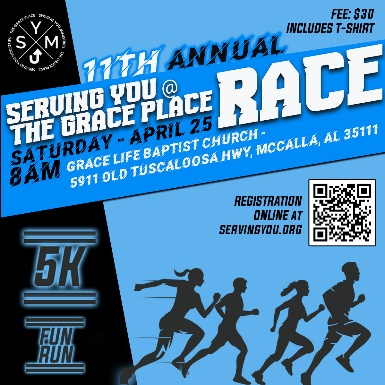 S Y M
FEE: $30
INCLUDES T-SHIRT
11TH ANNUAL
SERVING YOU @
THE GRACE PLACE
RACE
SATURDAY ~ APRIL 25
8AM
GRACE LIFE BAPTIST CHURCH -
5911 OLD TUSCALOOSA HWY, MCCALLA, AL 35111
REGISTRATION
ONLINE AT
SERVINGYOU.ORG
5K
FUN
RUN